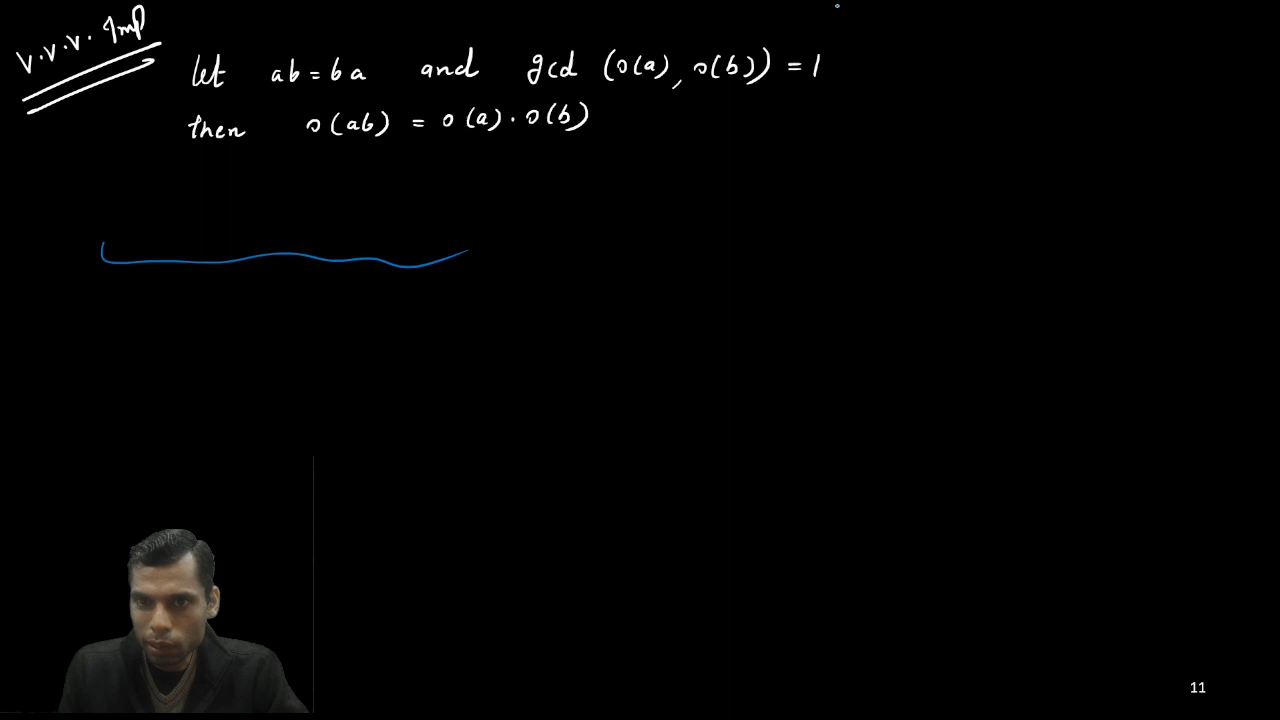 V.V.V. Imp
let ab = ba and gcd (o(a), o(b)) = 1
then o(ab) = o(a) . o(b)
11